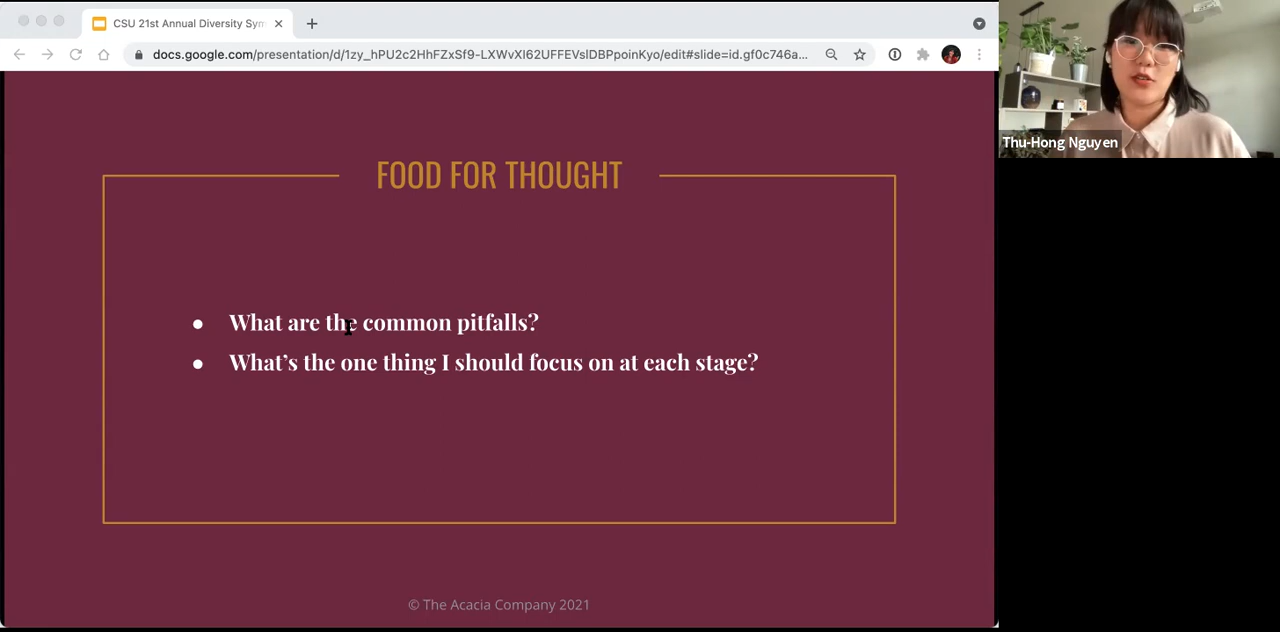 CSU 21st Annual Diversity Sym
docs.google.com/presentation/d/1zy_hPU2c2HhFZxSf9-LXWvXI62UFFEVslDBPpoinKyo/edit#slide=id.gf0c746a...
Thu-Hong Nguyen
FOOD FOR THOUGHT
● What are the common pitfalls?
● What’s the one thing I should focus on at each stage?
© The Acacia Company 2021